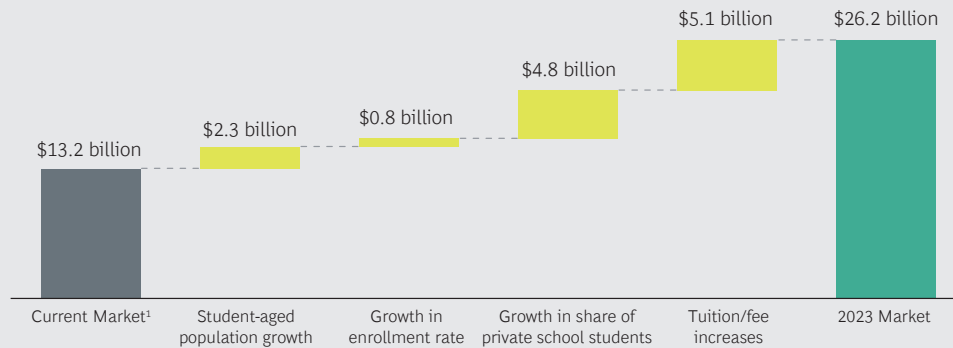 $13.2 billion
$2.3 billion
$0.8 billion
$4.8 billion
$5.1 billion
$26.2 billion
Current Market¹
Student-aged
population growth
Growth in
enrollment rate
Growth in share of
private school students
Tuition/fee
increases
2023 Market